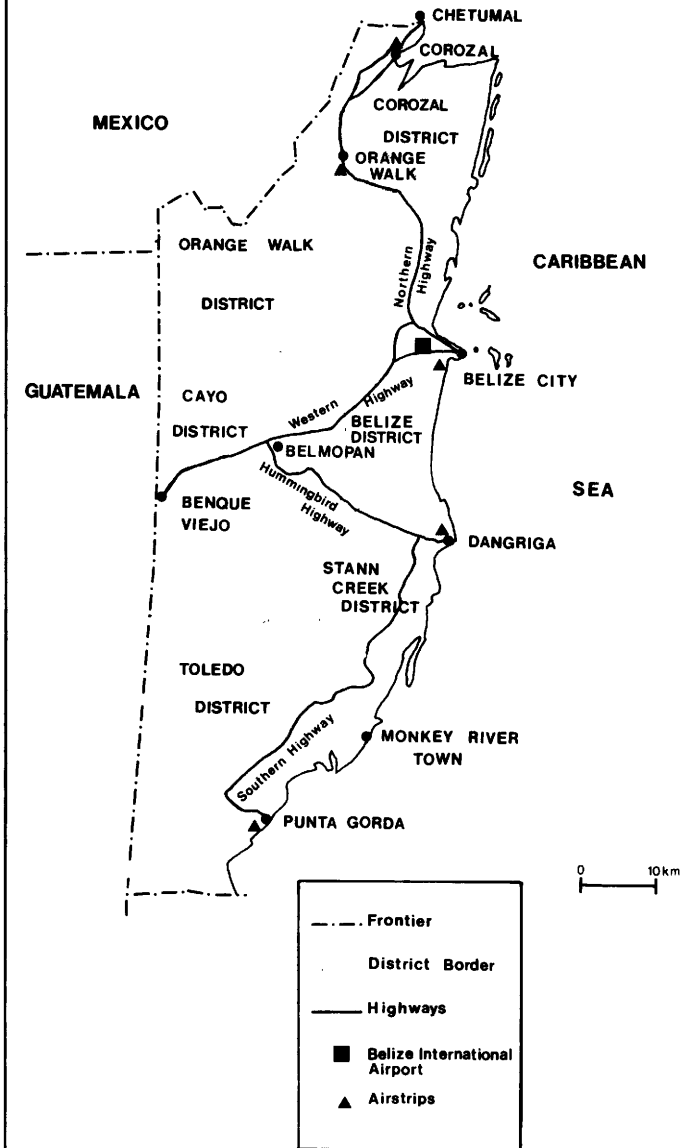 CHETUMAL
COROZAL
COROZAL
DISTRICT
MEXICO
ORANGE
WALK
ORANGE WALK
DISTRICT
Northern
Highway
CARIBBEAN
SEA
BELIZE CITY
GUATEMALA
CAYO
DISTRICT
Western
Highway
BELIZE
DISTRICT
BELMOPAN
Hummingbird
Highway
BENQUE
VIEJO
DANGRIGA
STANN
CREEK
DISTRICT
TOLEDO
DISTRICT
Southern Highway
MONKEY RIVER
TOWN
PUNTA GORDA
0 10 km
Frontier
District Border
Highways
Belize International
Airport
Airstrips